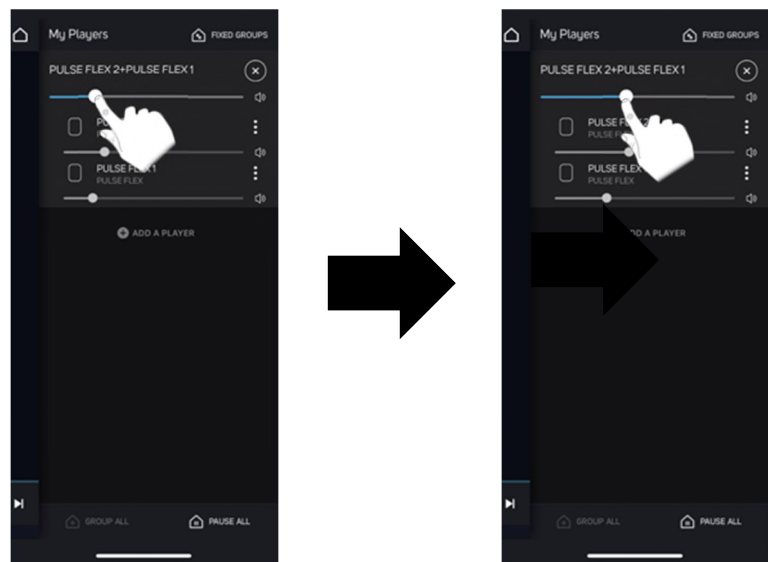 My Players
FIXED GROUPS
PULSE FLEX 2+PULSE FLEX 1
PULSE FLEX
PULSE FLEX
ADD A PLAYER
GROUP ALL
PAUSE ALL
My Players
FIXED GROUPS
PULSE FLEX 2+PULSE FLEX 1
PULSE
PULSE
PULSE FLEX
PULSE FLEX
A PLAYER
GROUP ALL
PAUSE ALL